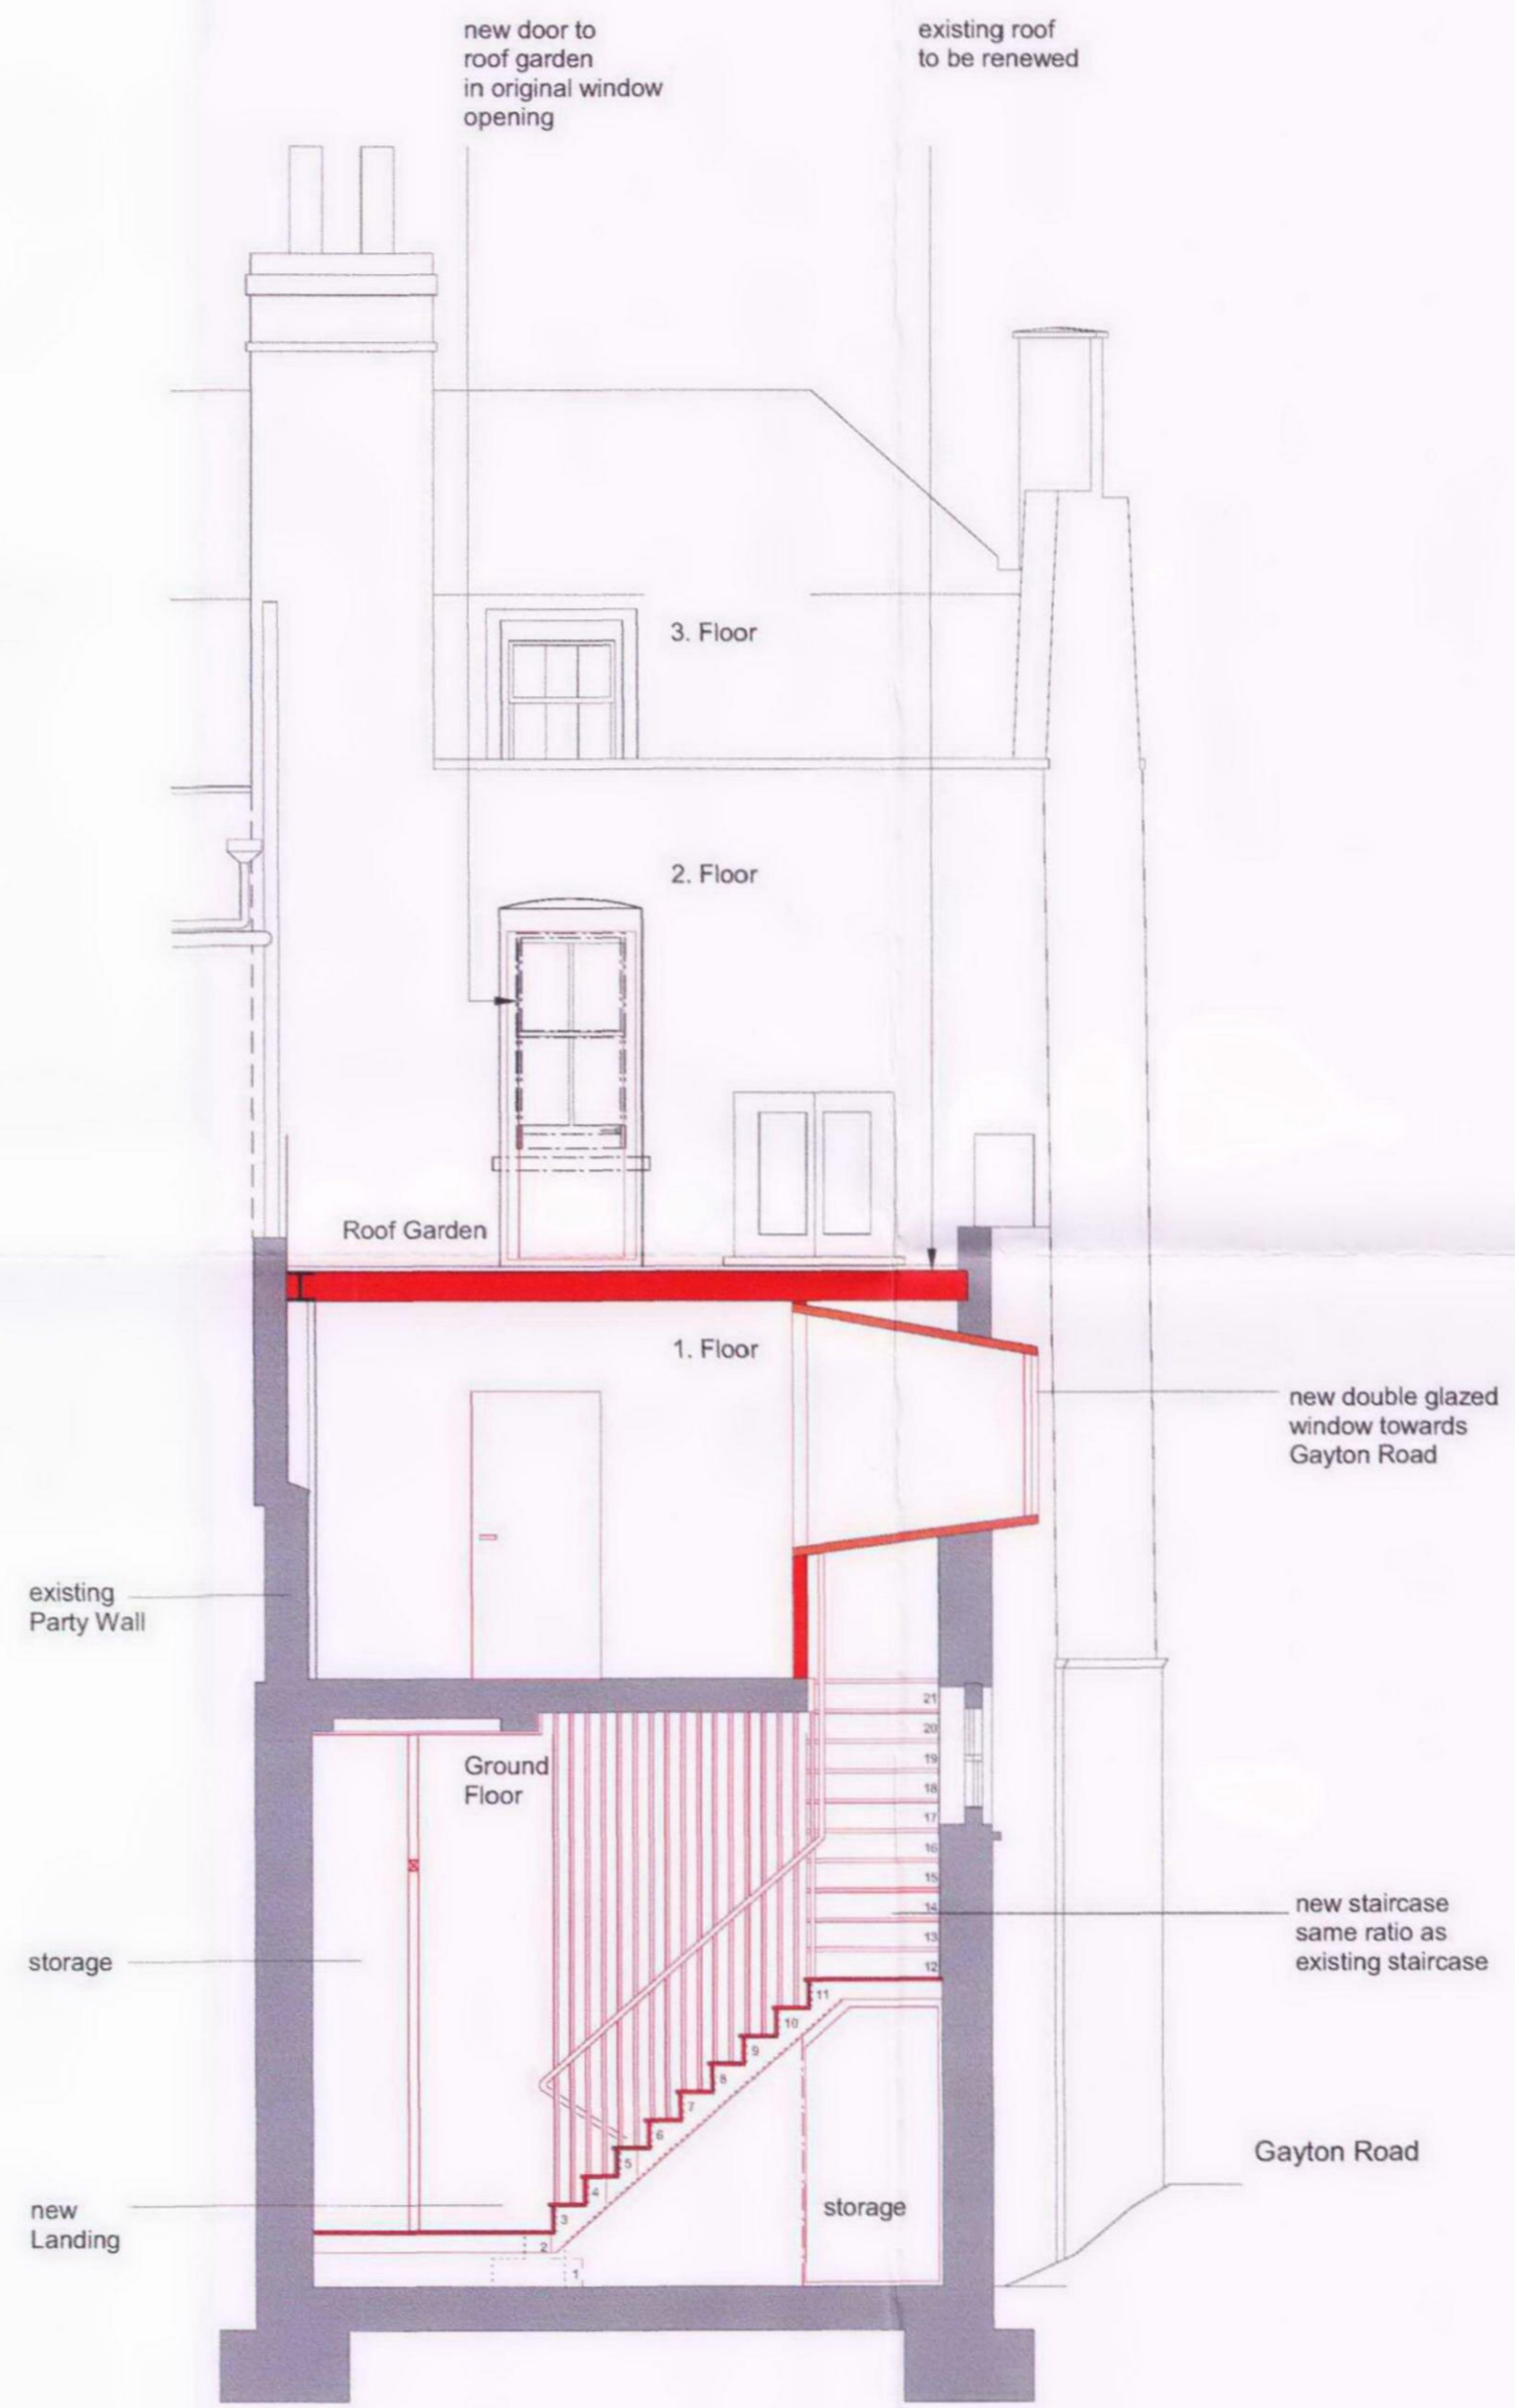 new door to
roof garden
in original window
opening
existing roof
to be renewed
3. Floor
2. Floor
Roof Garden
1. Floor
new double glazed
window towards
Gayton Road
existing
Party Wall
21
20
19
18
17
16
15
14
13
12
11
10
9
8
7
6
5
4
3
2
1
Ground
Floor
new staircase
same ratio as
existing staircase
storage
Gayton Road
storage
new
Landing